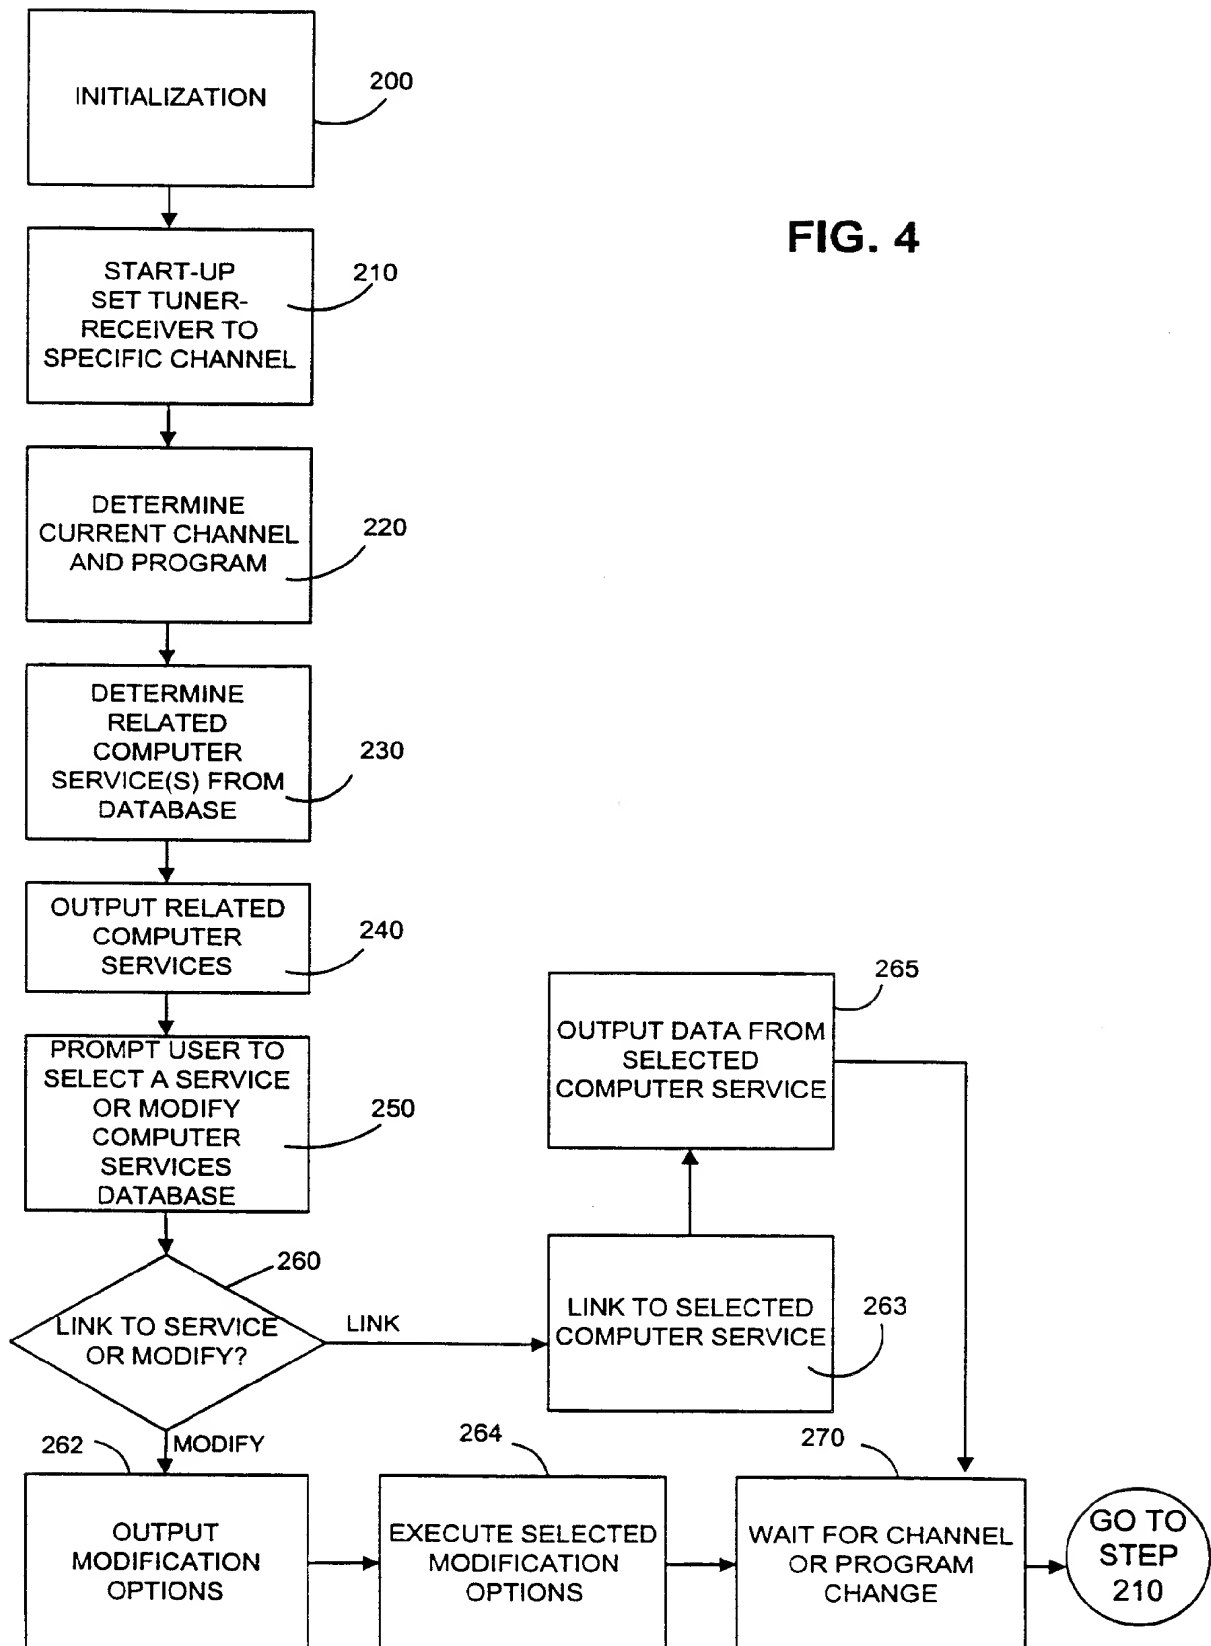 INITIALIZATION
200
FIG. 4
START-UP
SET TUNER-
RECEIVER TO
SPECIFIC CHANNEL
210
DETERMINE
CURRENT CHANNEL
AND PROGRAM
220
DETERMINE
RELATED
COMPUTER
SERVICE(S) FROM
DATABASE
230
OUTPUT RELATED
COMPUTER
SERVICES
240
PROMPT USER TO
SELECT A SERVICE
OR MODIFY
COMPUTER
SERVICES
DATABASE
250
265
OUTPUT DATA FROM
SELECTED
COMPUTER SERVICE
260
LINK TO SERVICE
OR MODIFY?
LINK
LINK TO SELECTED
COMPUTER SERVICE
263
MODIFY
262
OUTPUT
MODIFICATION
OPTIONS
264
EXECUTE SELECTED
MODIFICATION
OPTIONS
270
WAIT FOR CHANNEL
OR PROGRAM
CHANGE
GO TO
STEP
210